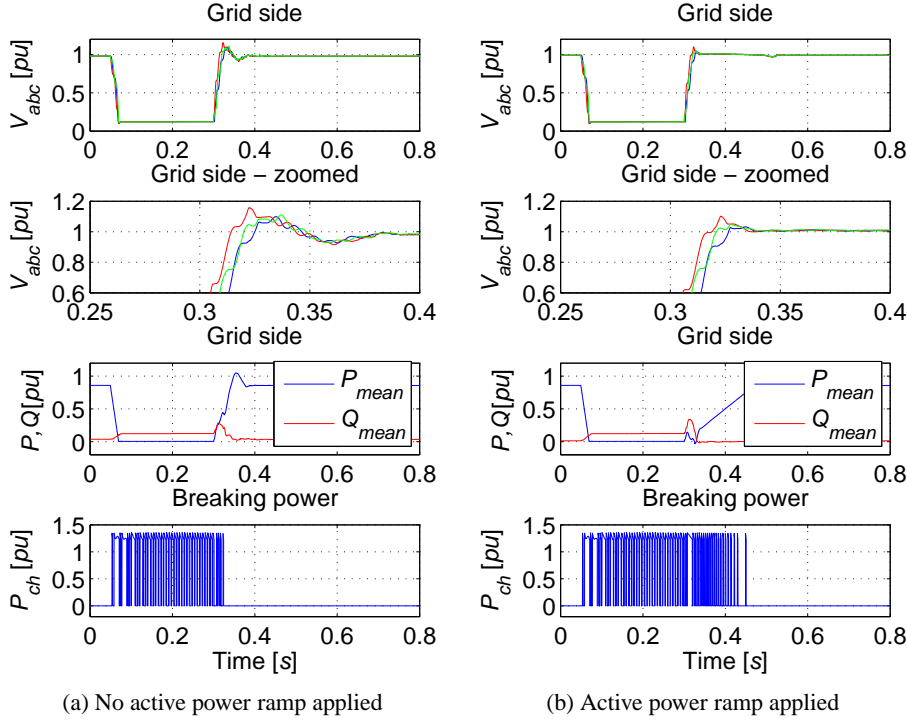 Grid side
V_abc [pu]
1
0.5
0
0 0.2 0.4 0.6 0.8
Grid side − zoomed
V_abc [pu]
1.2
1
0.8
0.6
0.25 0.3 0.35 0.4
Grid side
P,Q[pu]
1
0.5
0
P_mean
Q_mean
0 0.2 0.4 0.6 0.8
Breaking power
P_ch [pu]
1.5
1
0.5
0
0 0.2 0.4 0.6 0.8
Time [s]
(a) No active power ramp applied
Grid side
V_abc [pu]
1
0.5
0
0 0.2 0.4 0.6 0.8
Grid side − zoomed
V_abc [pu]
1.2
1
0.8
0.6
0.25 0.3 0.35 0.4
Grid side
P,Q[pu]
1
0.5
0
P_mean
Q_mean
0 0.2 0.4 0.6 0.8
Breaking power
P_ch [pu]
1.5
1
0.5
0
0 0.2 0.4 0.6 0.8
Time [s]
(b) Active power ramp applied